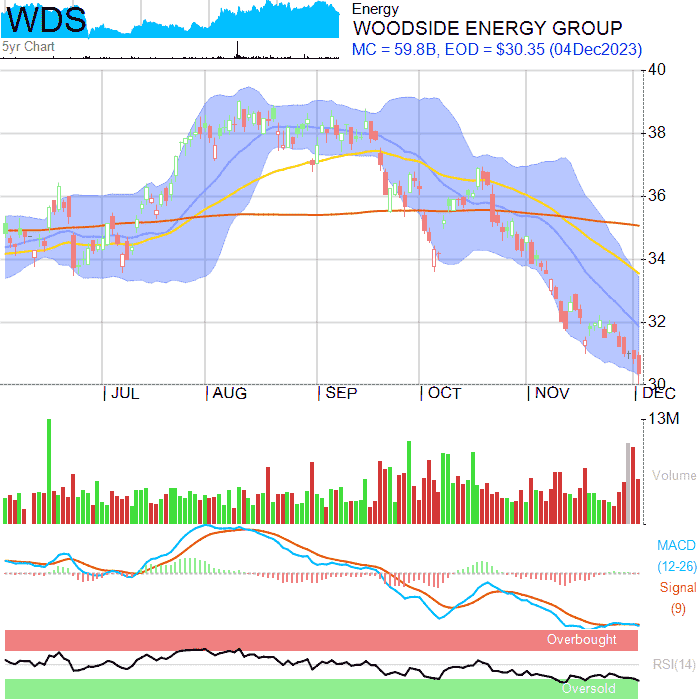 WDS
5yr Chart
Energy
WOODSIDE ENERGY GROUP
MC = 59.8B, EOD = $30.35 (04Dec2023)
40
38
36
34
32
30
JUL AUG SEP OCT NOV DEC
13M
Volume
MACD
(12-26)
Signal
(9)
Overbought
RSI(14)
Oversold